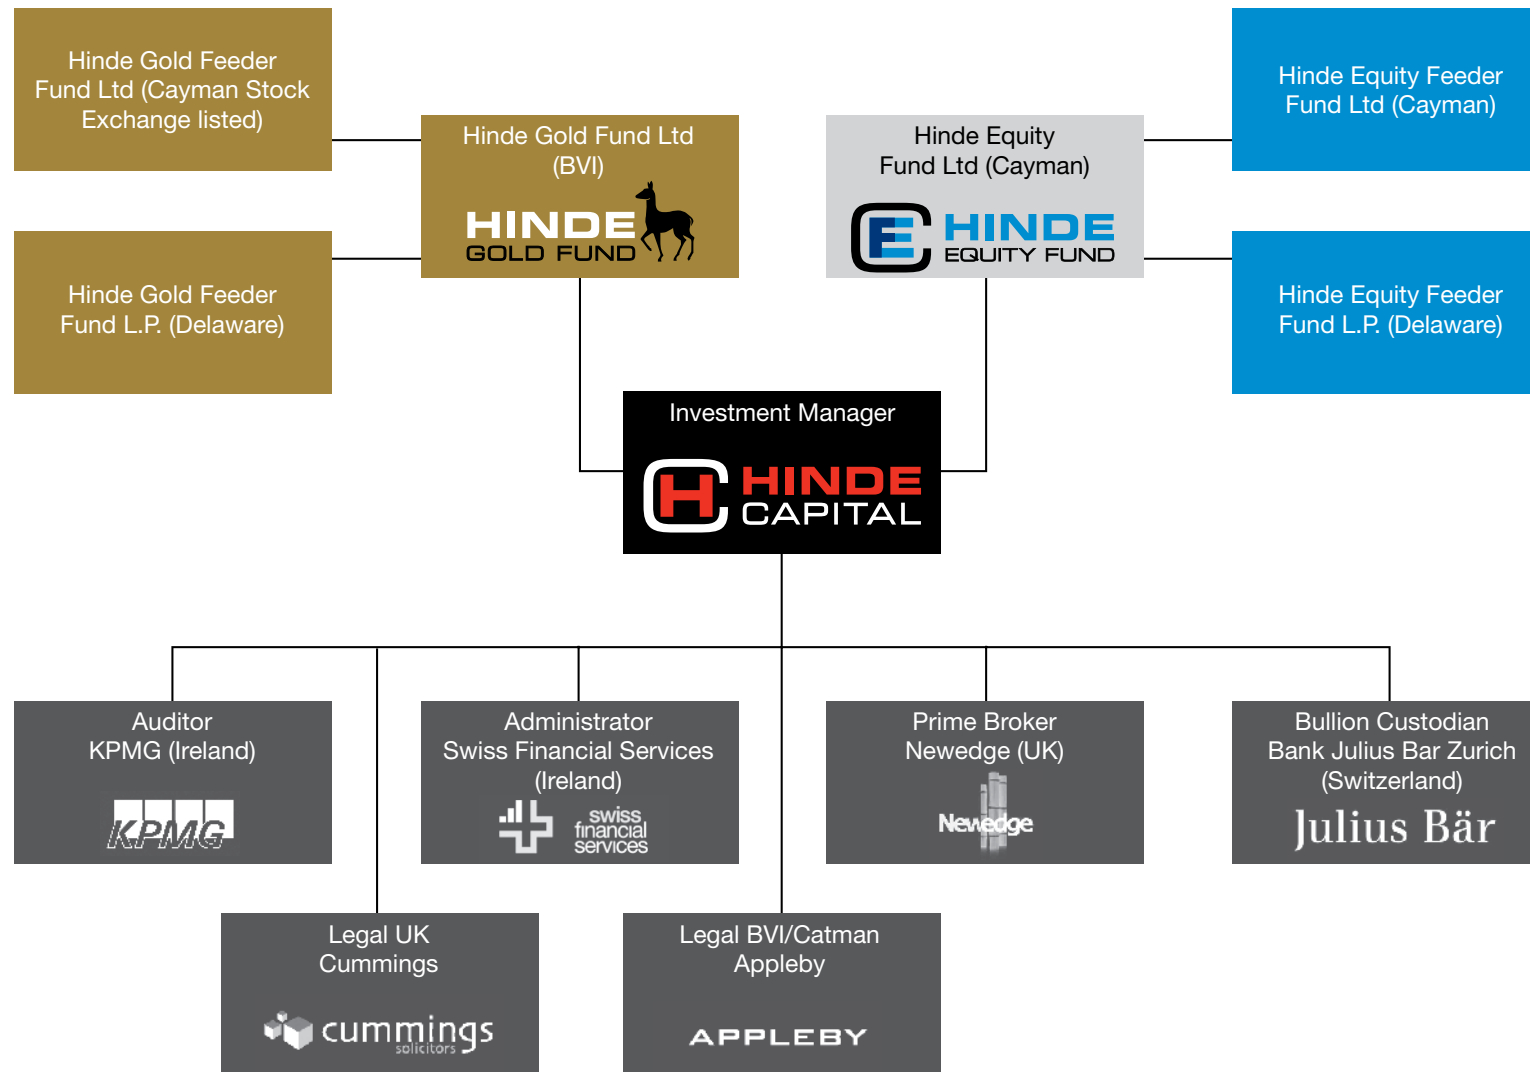 Hinde Gold Feeder
Fund Ltd (Cayman Stock
Exchange listed)
Hinde Gold Feeder
Fund L.P. (Delaware)
Hinde Gold Fund Ltd
(BVI)
HINDE
GOLD FUND
Hinde Equity
Fund Ltd (Cayman)
CE HINDE
EQUITY FUND
Hinde Equity Feeder
Fund Ltd (Cayman)
Hinde Equity Feeder
Fund L.P. (Delaware)
Investment Manager
CH HINDE
CAPITAL
Auditor
KPMG (Ireland)
KPMG
Administrator
Swiss Financial Services
(Ireland)
swiss
financial
services
Prime Broker
Newedge (UK)
Newedge
Bullion Custodian
Bank Julius Bar Zurich
(Switzerland)
Julius Bär
Legal UK
Cummings
cummings
solicitors
Legal BVI/Catman
Appleby
APPLEBY